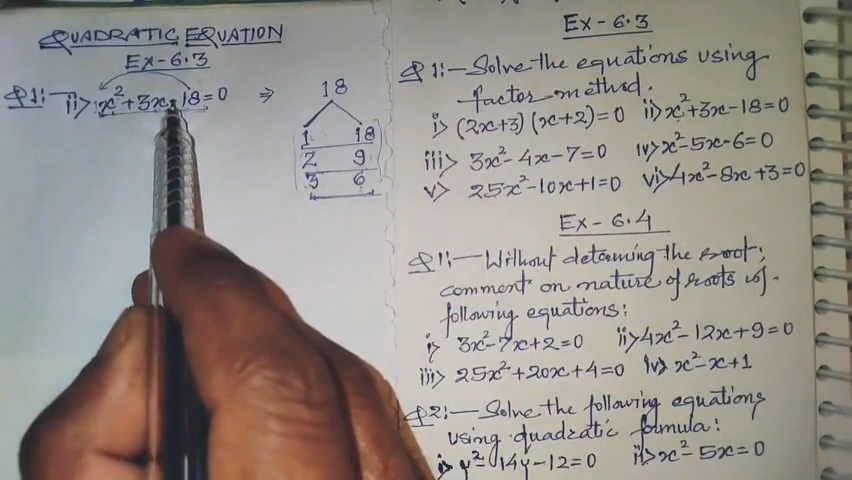 QUADRATIC EQUATION
Ex-6.3
Q1:- ii> x²+3x 18=0 ⇒
18
1 18
2 9
3 6
Ex-6.3
Q1:- Solve the equations using
factor method.
i> (2x+3)(x+2)=0 ii> x²+3x-18=0
iii> 3x²-4x-7=0 iv> x²-5x-6=0
v> 25x²-10x+1=0 vi> 4x²-8x+3=0
Ex-6.4
Q1:- Without detarming the root,
comment on nature of roots of
following equations:
i> 3x²-7x+2=0 ii> 4x²-12x+9=0
iii> 25x²+20x+4=0 iv> x²-x+1
Q2:- Solve the following equations
using quadratic formula:
i> y²-14y-12=0 ii> x²-5x=0